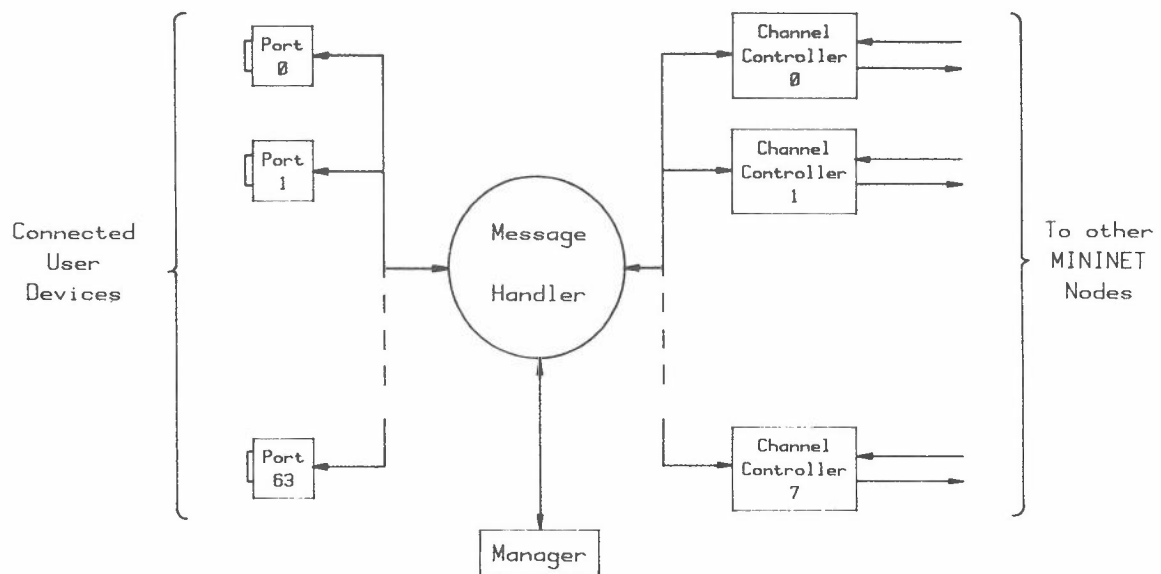 Port
0
Port
1
Port
63
Connected
User
Devices
Message
Handler
Manager
Channel
Controller
0
Channel
Controller
1
Channel
Controller
7
To other
MININET
Nodes